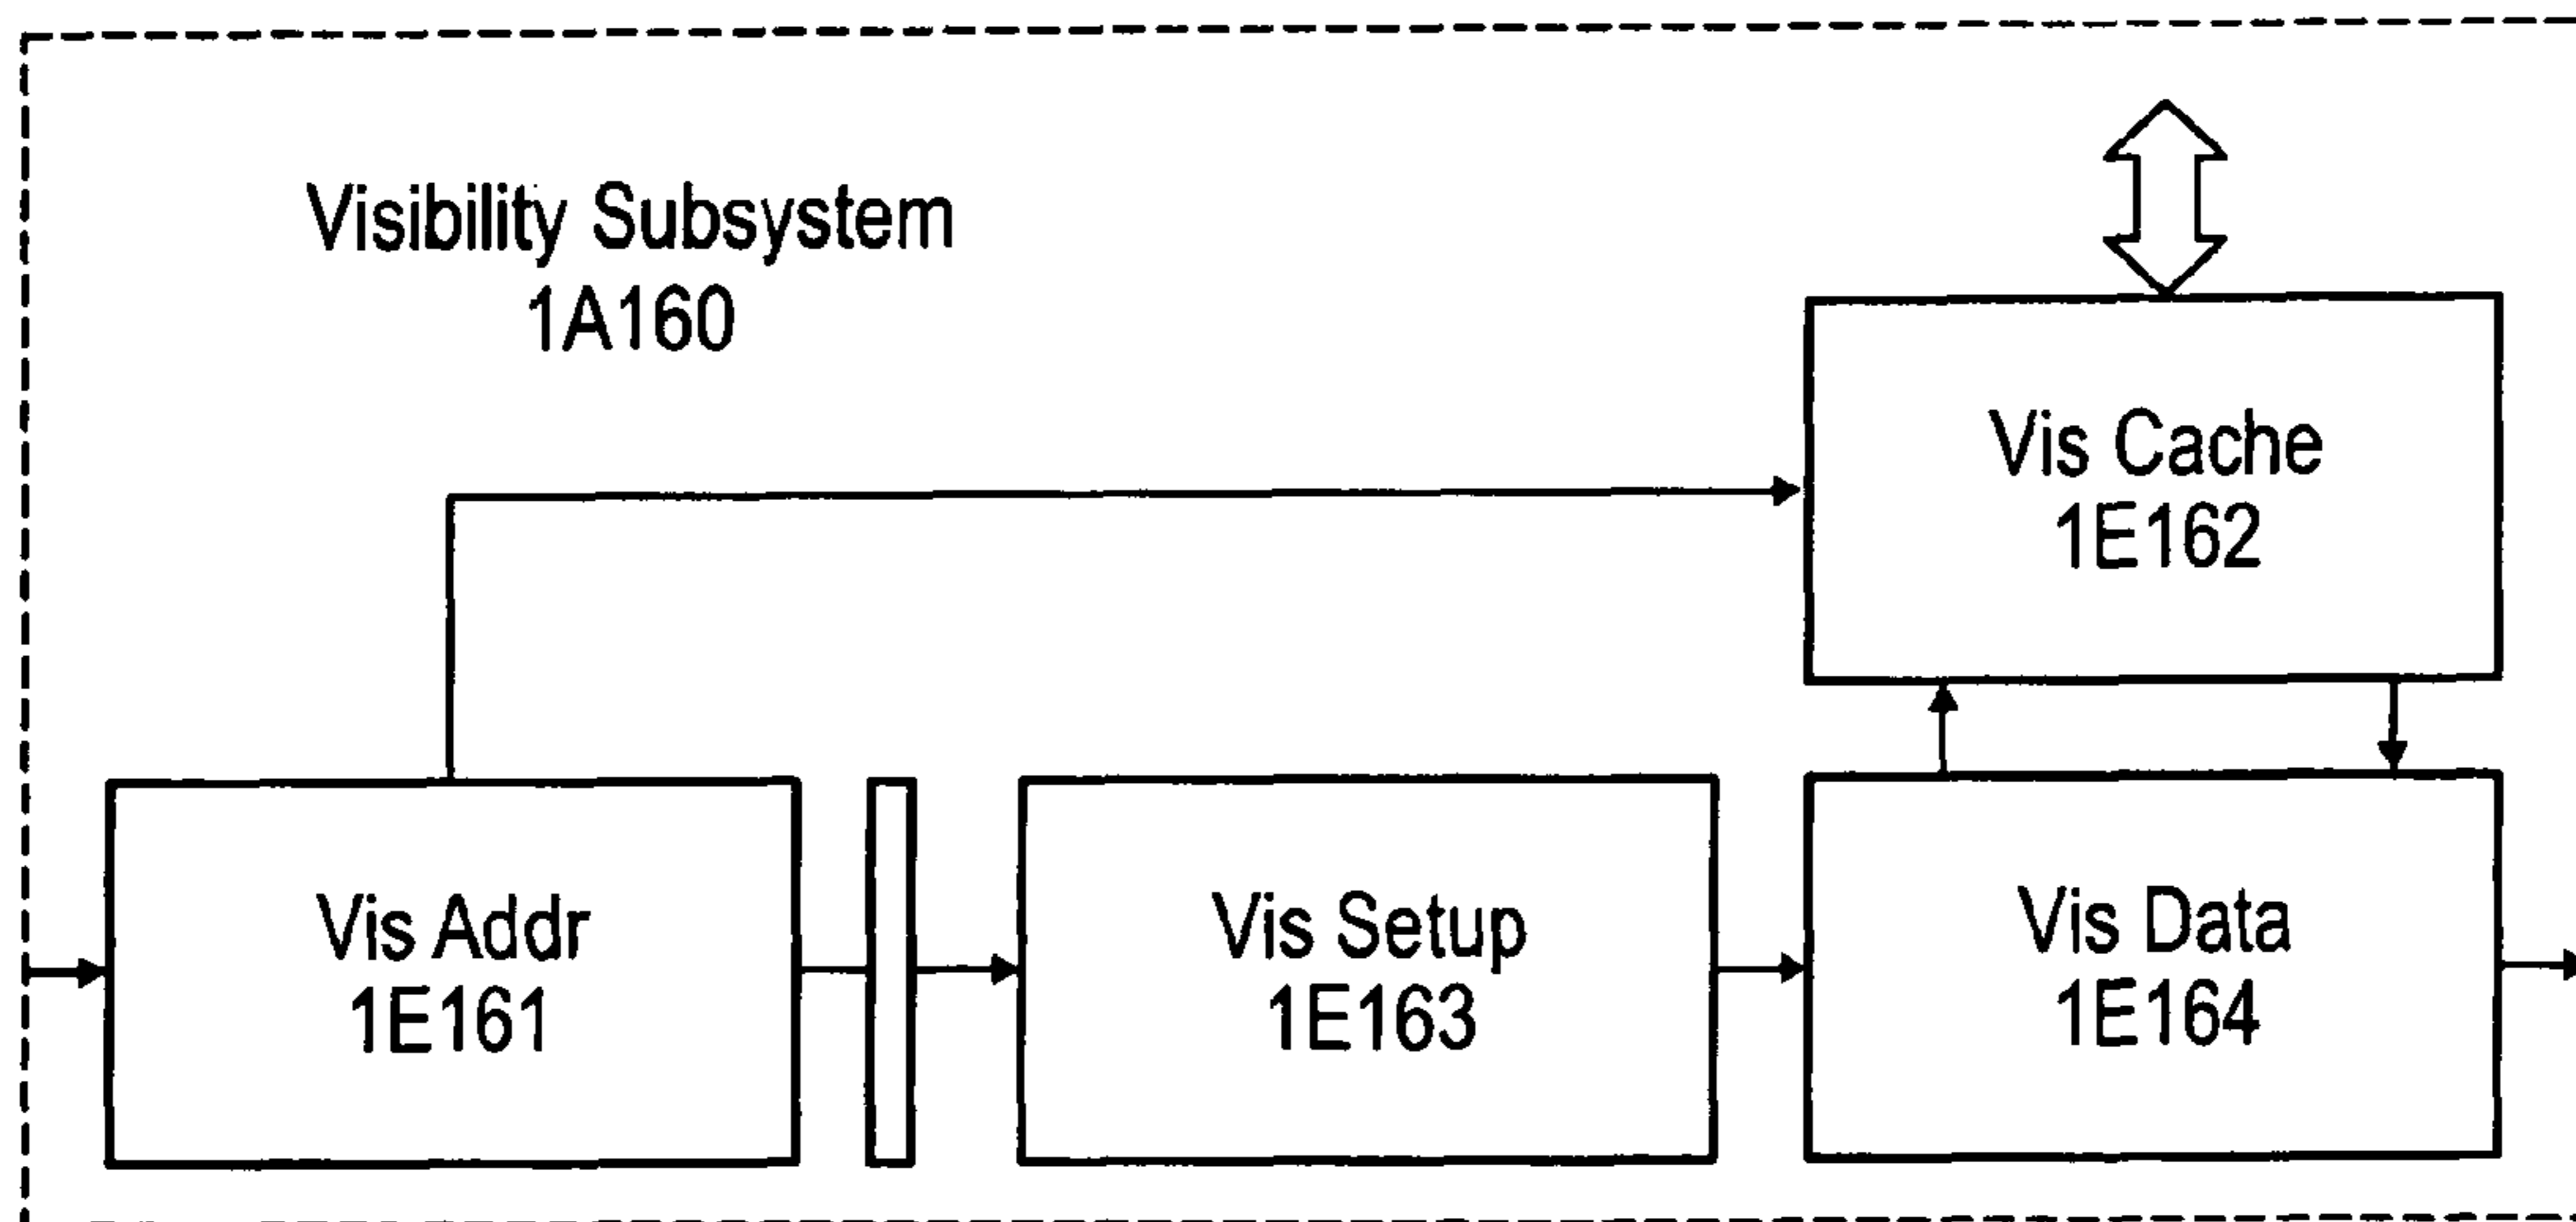 Visibility Subsystem
1A160
Vis Cache
1E162
Vis Addr
1E161
Vis Setup
1E163
Vis Data
1E164